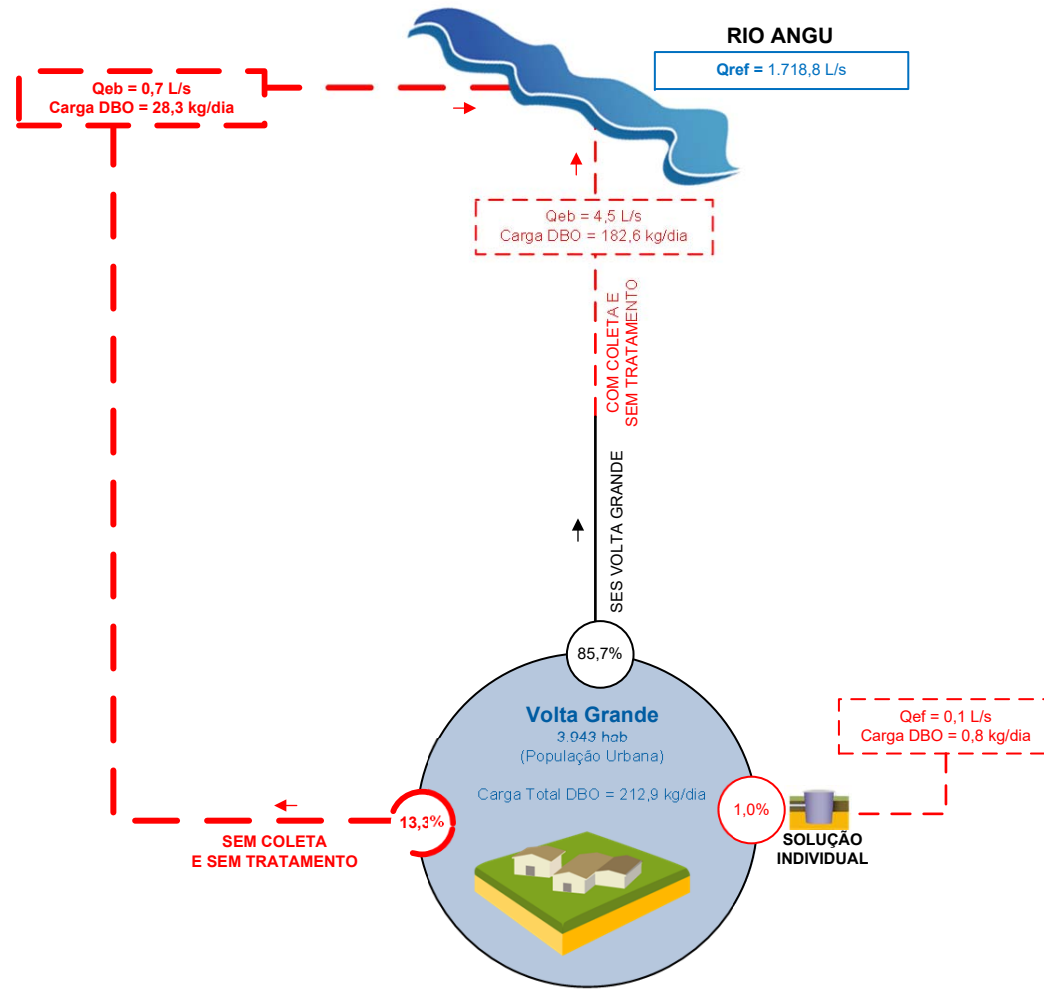 RIO ANGU
Qref = 1.718,8 L/s
Qeb = 0,7 L/s
Carga DBO = 28,3 kg/dia
Qeb = 4,5 L/s
Carga DBO = 182,6 kg/dia
COM COLETA E
SEM TRATAMENTO
SES VOLTA GRANDE
85,7%
Volta Grande
3.943 hab
(População Urbana)
Carga Total DBO = 212,9 kg/dia
Qef = 0,1 L/s
Carga DBO = 0,8 kg/dia
13,3%
1,0%
SEM COLETA
E SEM TRATAMENTO
SOLUÇÃO
INDIVIDUAL